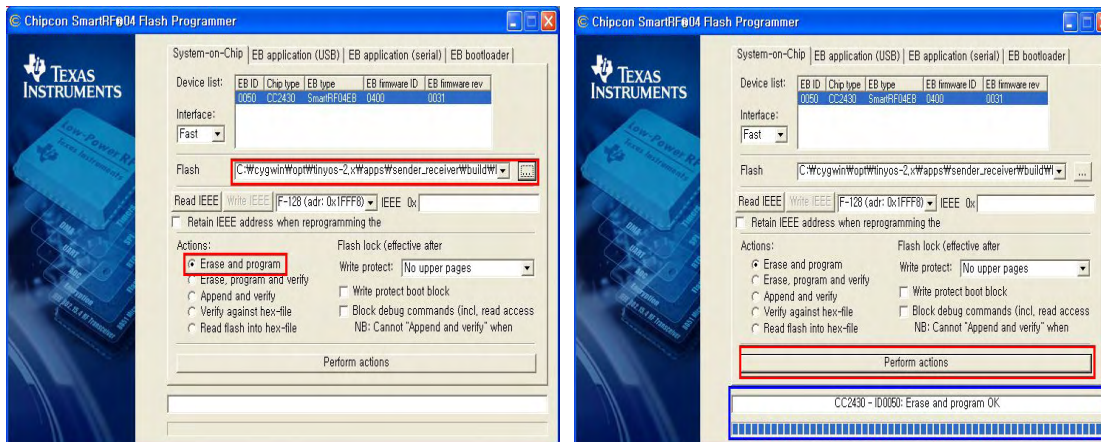 Chipcon SmartRF®04 Flash Programmer
TEXAS
INSTRUMENTS
System-on-Chip | EB application (USB) | EB application (serial) | EB bootloader |
Device list:
EB ID | Chip type | EB type | EB firmware ID | EB firmware rev
0050 CC2430 SmartRF04EB 0400 0031
Interface:
Fast
Flash C:₩cygwin₩opt₩tinyos-2,x₩apps₩sender_receiver₩build₩ ...
Read IEEE Write IEEE F-128 (adr: 0x1FFF8) IEEE 0x
Retain IEEE address when reprogramming the
Actions:
Erase and program
Erase, program and verify
Append and verify
Verify against hex-file
Read flash into hex-file
Flash lock (effective after
Write protect: No upper pages
Write protect boot block
Block debug commands (incl, read access
NB: Cannot "Append and verify" when
Perform actions
Chipcon SmartRF®04 Flash Programmer
TEXAS
INSTRUMENTS
System-on-Chip | EB application (USB) | EB application (serial) | EB bootloader |
Device list:
EB ID | Chip type | EB type | EB firmware ID | EB firmware rev
0050 CC2430 SmartRF04EB 0400 0031
Interface:
Fast
Flash C:₩cygwin₩opt₩tinyos-2,x₩apps₩sender_receiver₩build₩ ...
Read IEEE Write IEEE F-128 (adr: 0x1FFF8) IEEE 0x
Retain IEEE address when reprogramming the
Actions:
Erase and program
Erase, program and verify
Append and verify
Verify against hex-file
Read flash into hex-file
Flash lock (effective after
Write protect: No upper pages
Write protect boot block
Block debug commands (incl, read access
NB: Cannot "Append and verify" when
Perform actions
CC2430 - ID0050: Erase and program OK